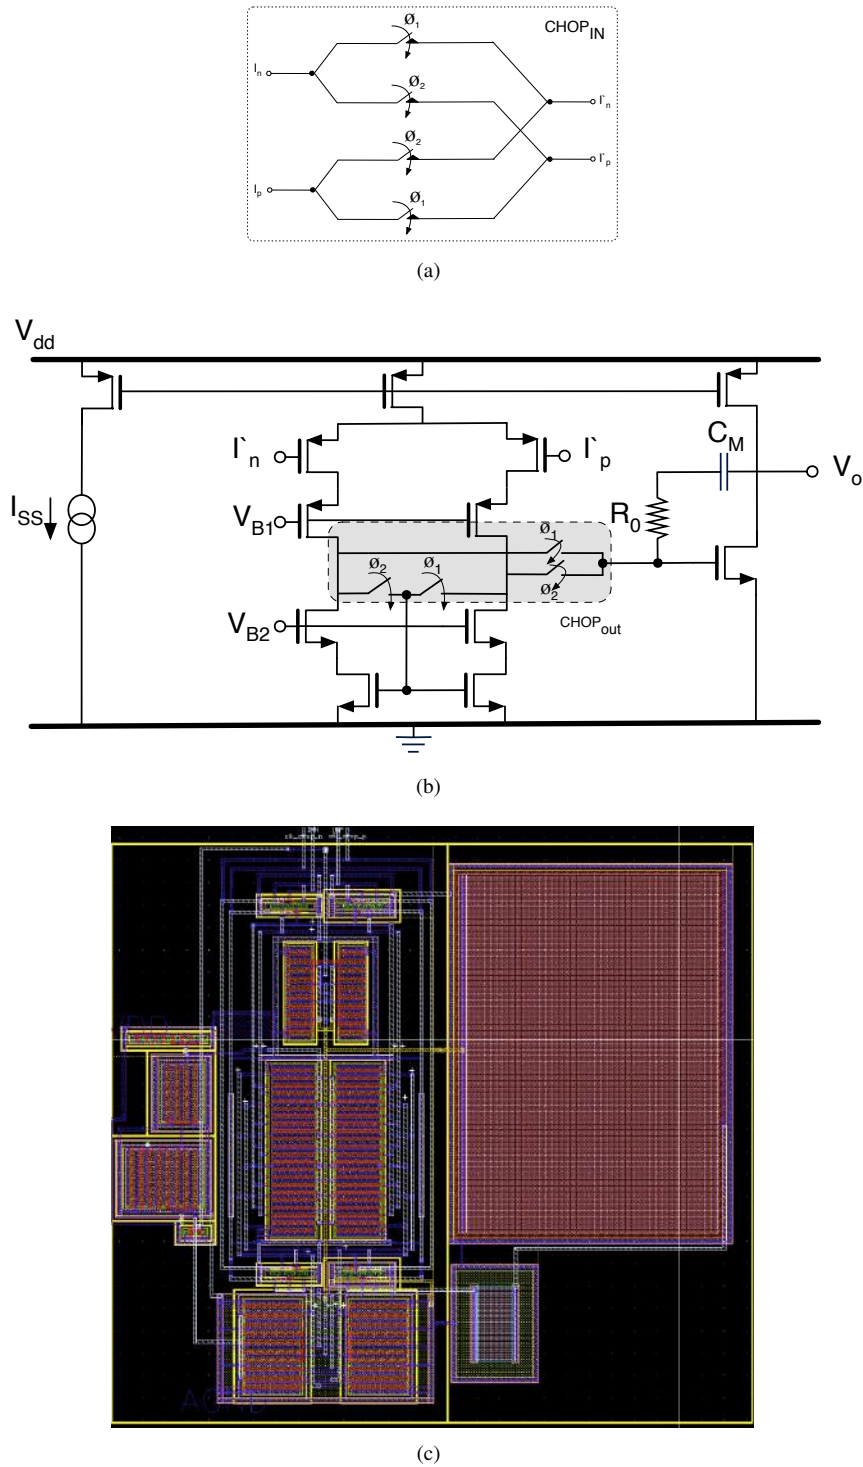 ø1
CHOPIN
In
ø2
I`n
ø2
I`p
Ip
ø1
(a)
Vdd
CM
I`n
I`p
Vo
ISS
VB1
R0
ø1
ø2
ø1
ø2
VB2
CHOPout
(b)
(c)